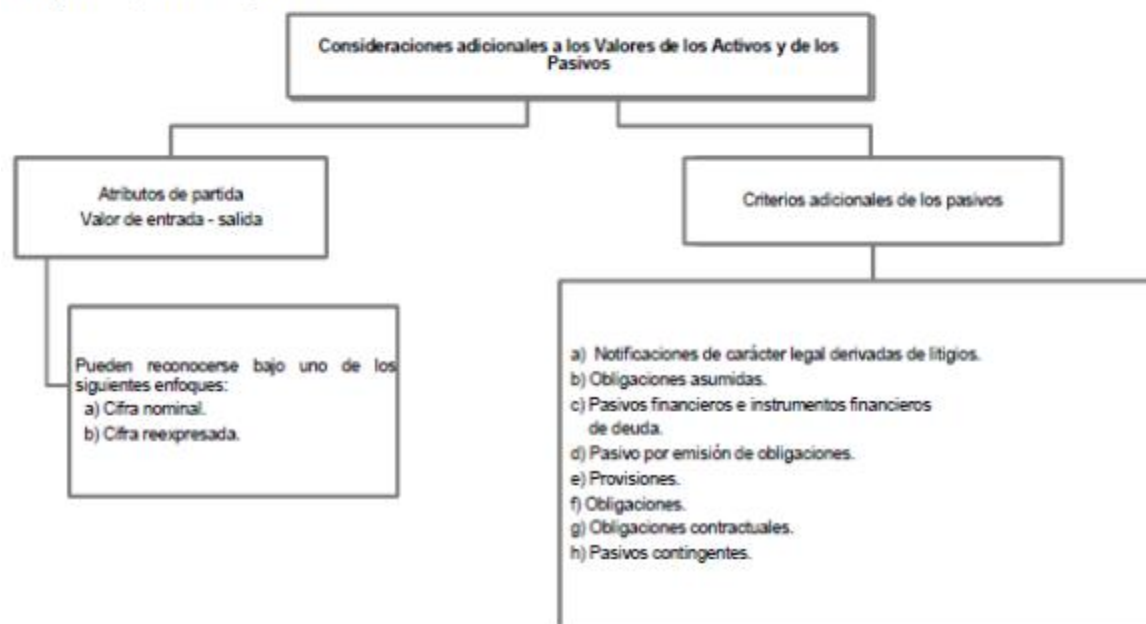 Consideraciones adicionales a los Valores de los Activos y de los
Pasivos
Atributos de partida
Valor de entrada - salida
Criterios adicionales de los pasivos
Pueden reconocerse bajo uno de los
siguientes enfoques:
a) Cifra nominal.
b) Cifra reexpresada.
a) Notificaciones de carácter legal derivadas de litigios.
b) Obligaciones asumidas.
c) Pasivos financieros e instrumentos financieros
de deuda.
d) Pasivo por emisión de obligaciones.
e) Provisiones.
f) Obligaciones.
g) Obligaciones contractuales.
h) Pasivos contingentes.